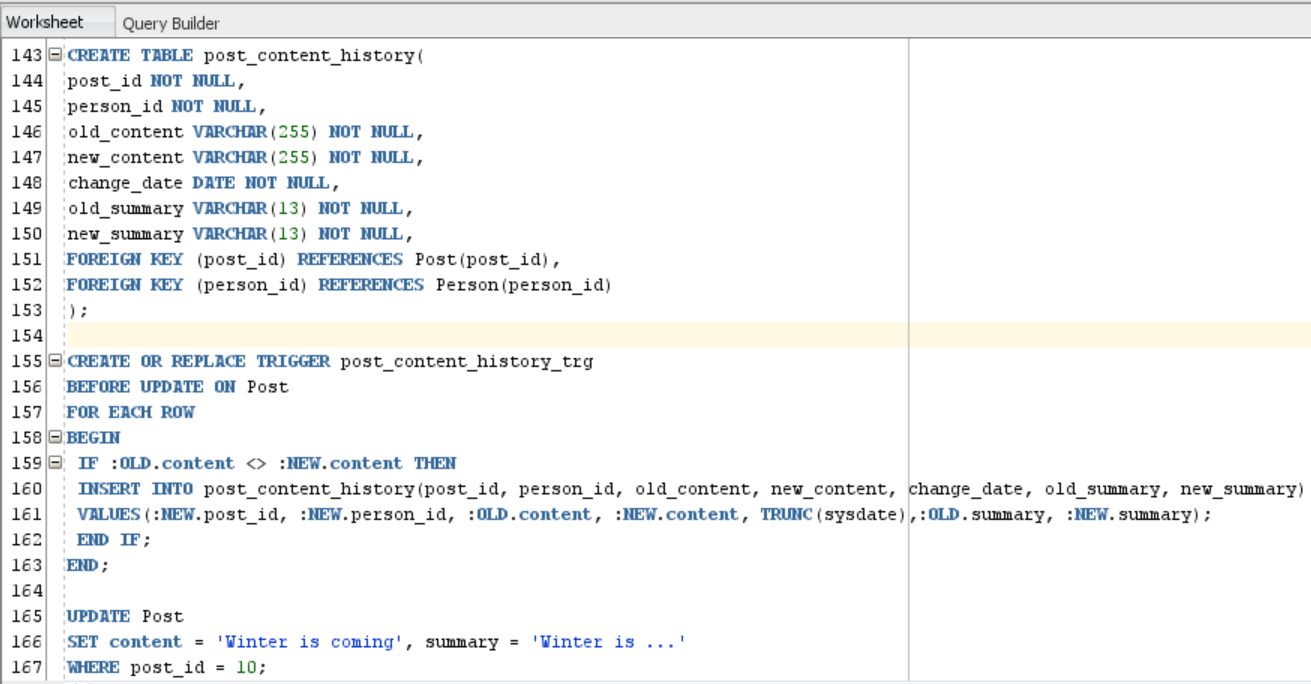 Worksheet Query Builder
143 CREATE TABLE post_content_history(
144 post_id NOT NULL,
145 person_id NOT NULL,
146 old_content VARCHAR(255) NOT NULL,
147 new_content VARCHAR(255) NOT NULL,
148 change_date DATE NOT NULL,
149 old_summary VARCHAR(13) NOT NULL,
150 new_summary VARCHAR(13) NOT NULL,
151 FOREIGN KEY (post_id) REFERENCES Post(post_id),
152 FOREIGN KEY (person_id) REFERENCES Person(person_id)
153 );
154
155 CREATE OR REPLACE TRIGGER post_content_history_trg
156 BEFORE UPDATE ON Post
157 FOR EACH ROW
158 BEGIN
159 IF :OLD.content <> :NEW.content THEN
160 INSERT INTO post_content_history(post_id, person_id, old_content, new_content, change_date, old_summary, new_summary)
161 VALUES(:NEW.post_id, :NEW.person_id, :OLD.content, :NEW.content, TRUNC(sysdate),:OLD.summary, :NEW.summary);
162 END IF;
163 END;
164
165 UPDATE Post
166 SET content = 'Winter is coming', summary = 'Winter is ...'
167 WHERE post_id = 10;